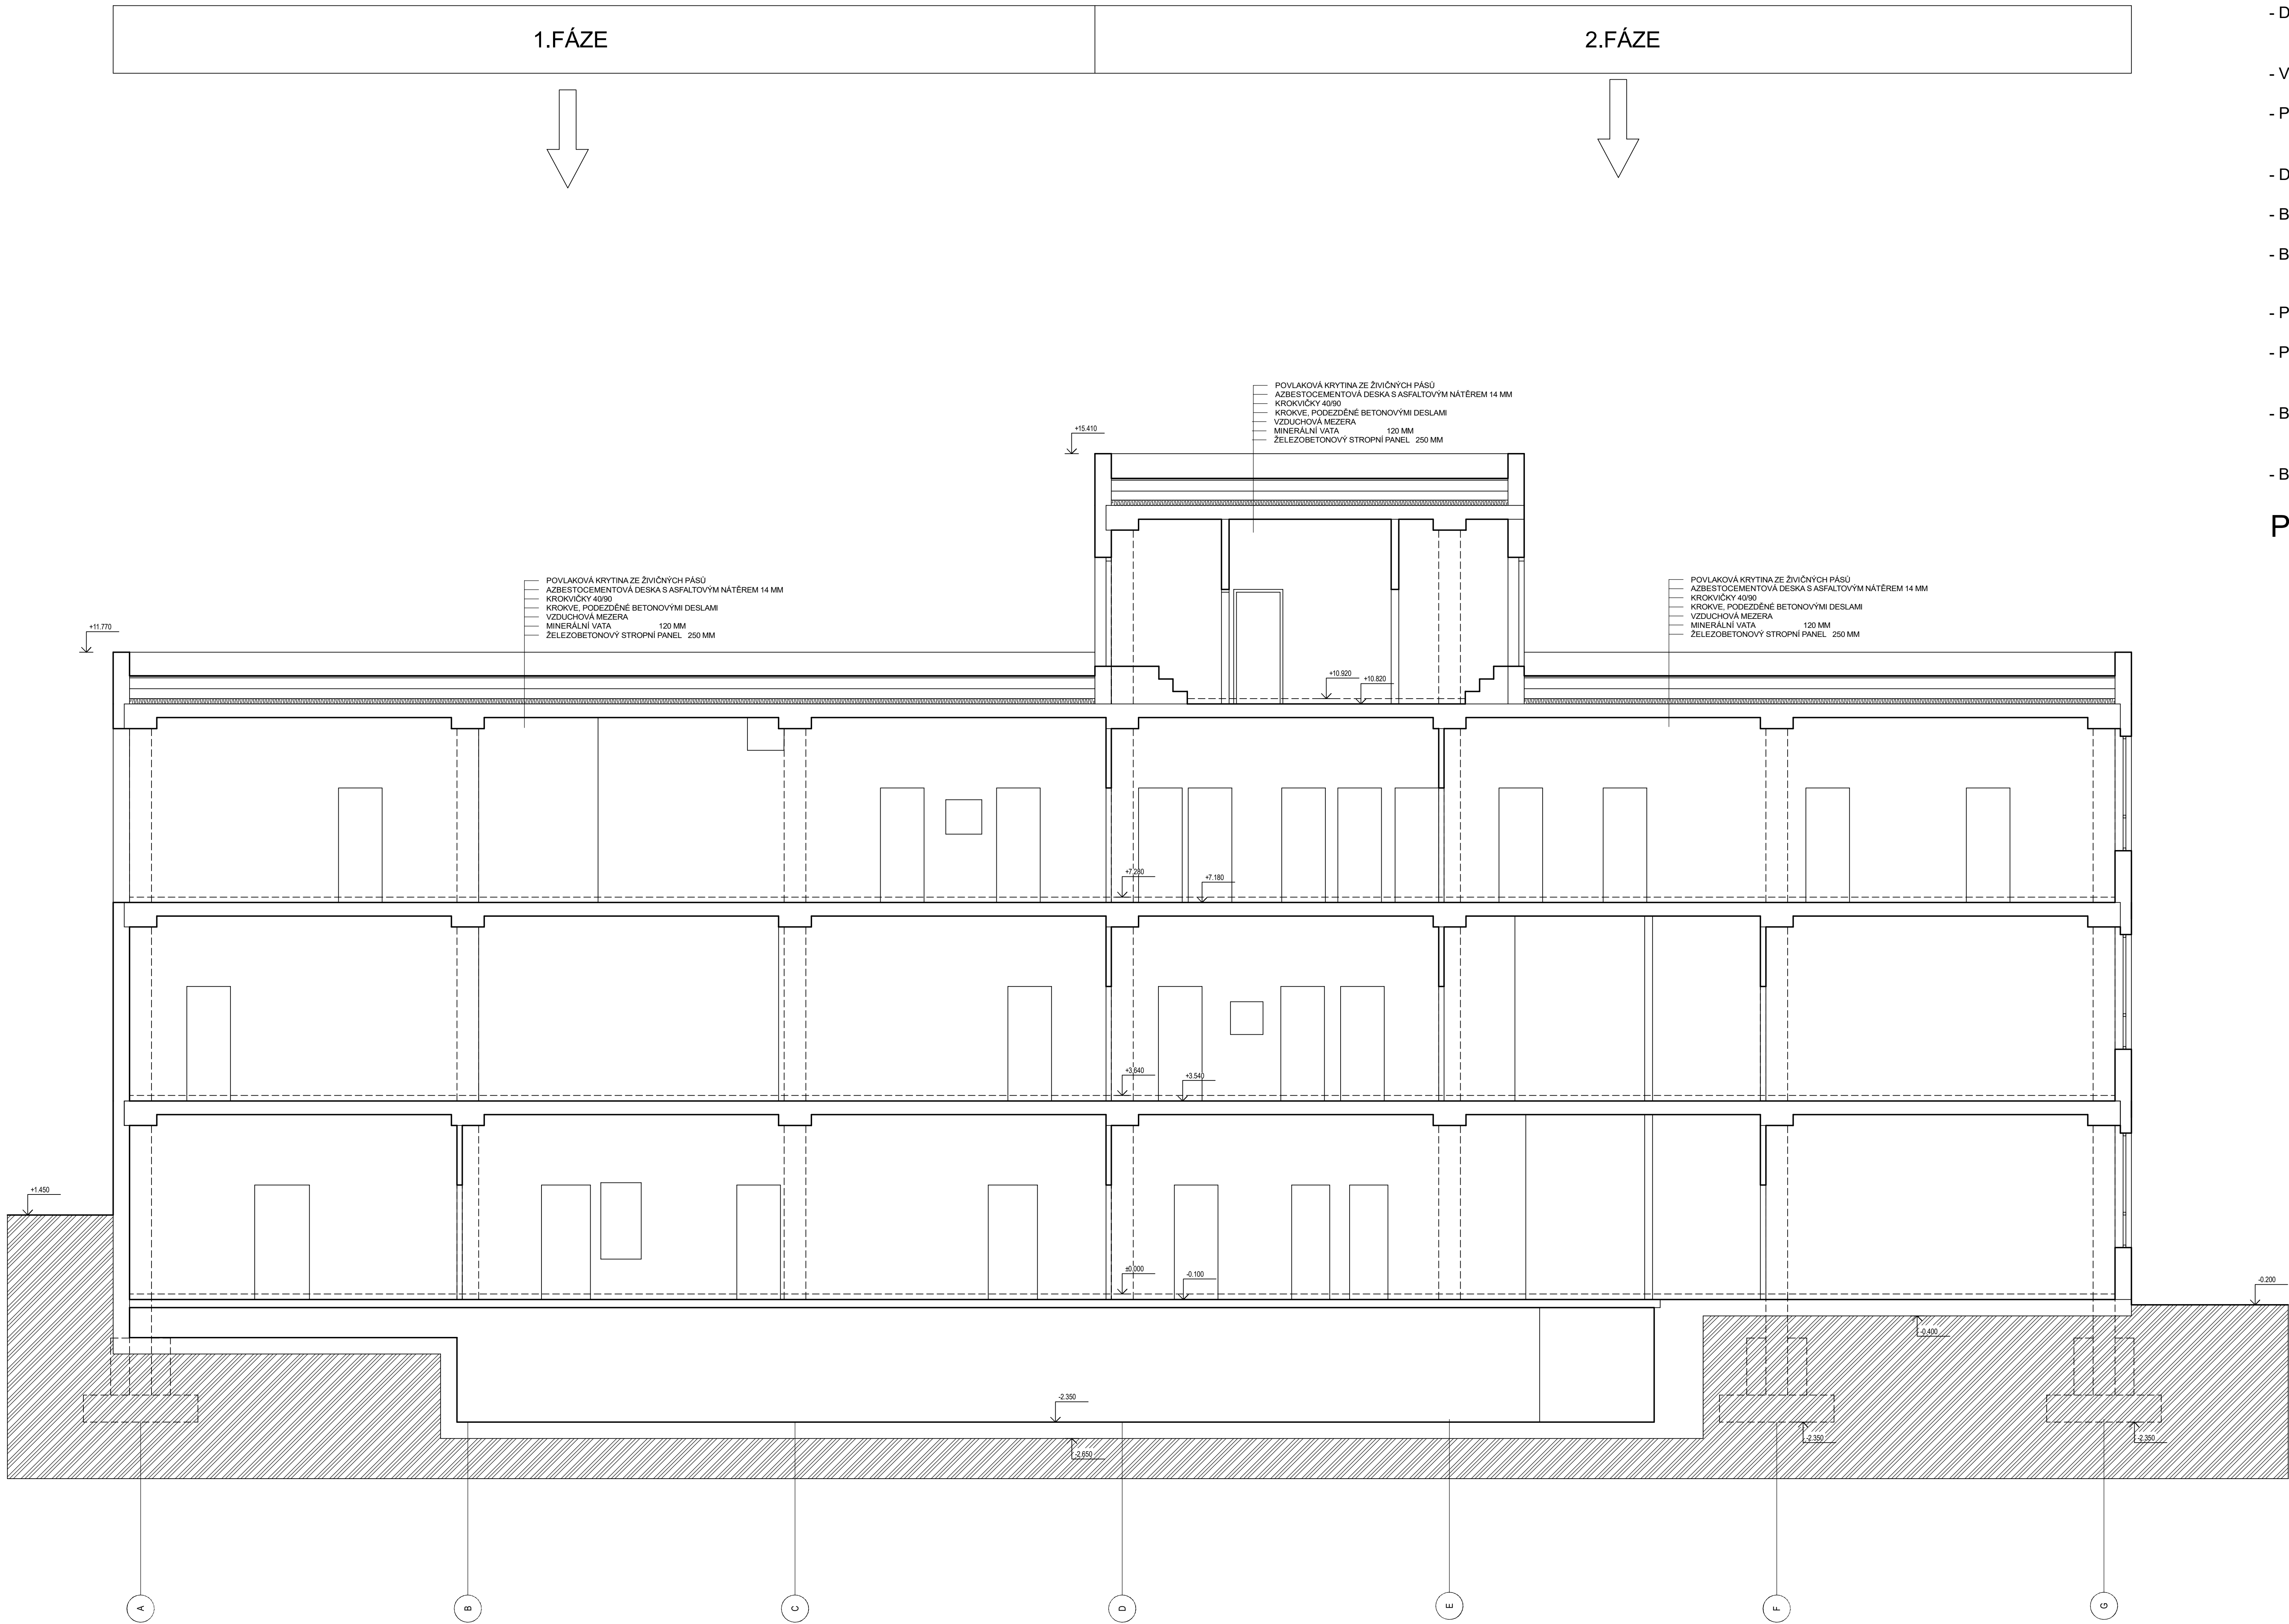 1.FÁZE
2.FÁZE
- D
- V
- P
- D
- B
- B
- P
- P
- B
- B
P
POVLAKOVÁ KRYTINA ZE ŽIVIČNÝCH PÁSŮ
AZBESTOCEMENTOVÁ DESKA S ASFALTOVÝM NÁTĚREM 14 MM
KROKVIČKY 40/90
KROKVE, PODEZDĚNÉ BETONOVÝMI DESLAMI
VZDUCHOVÁ MEZERA
MINERÁLNÍ VATA 120 MM
ŽELEZOBETONOVÝ STROPNÍ PANEL 250 MM
+15.410
POVLAKOVÁ KRYTINA ZE ŽIVIČNÝCH PÁSŮ
AZBESTOCEMENTOVÁ DESKA S ASFALTOVÝM NÁTĚREM 14 MM
KROKVIČKY 40/90
KROKVE, PODEZDĚNÉ BETONOVÝMI DESLAMI
VZDUCHOVÁ MEZERA
MINERÁLNÍ VATA 120 MM
ŽELEZOBETONOVÝ STROPNÍ PANEL 250 MM
POVLAKOVÁ KRYTINA ZE ŽIVIČNÝCH PÁSŮ
AZBESTOCEMENTOVÁ DESKA S ASFALTOVÝM NÁTĚREM 14 MM
KROKVIČKY 40/90
KROKVE, PODEZDĚNÉ BETONOVÝMI DESLAMI
VZDUCHOVÁ MEZERA
MINERÁLNÍ VATA 120 MM
ŽELEZOBETONOVÝ STROPNÍ PANEL 250 MM
+11.770
+10.920
+10.820
+7.280
+7.180
+3.640
+3.540
+1.450
±0.000
-0.100
-0.200
-0.400
-2.350
-2.350
-2.350
-2.650
A
B
C
D
E
F
G